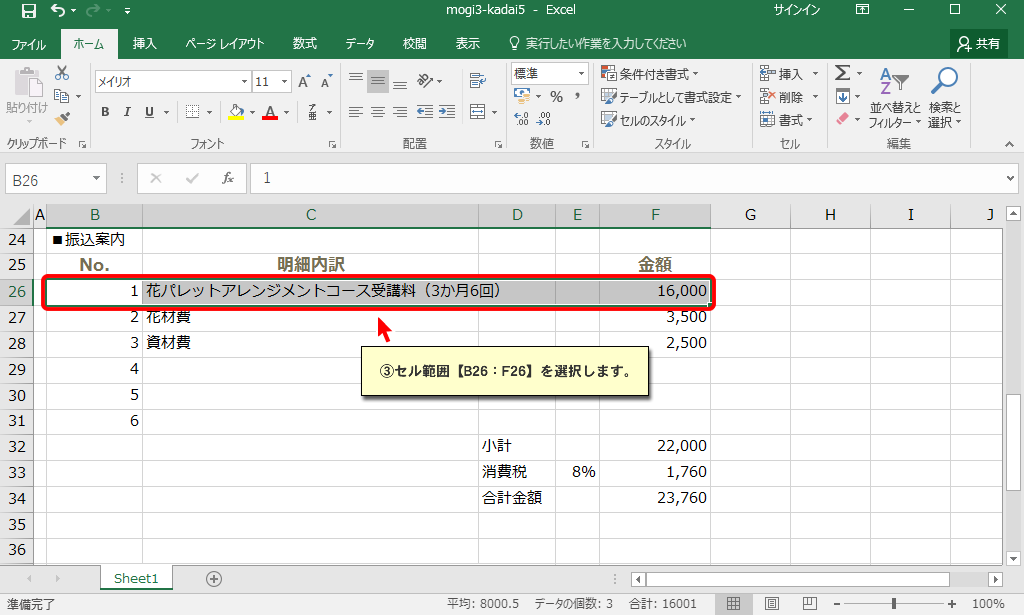 mogi3-kadai5 - Excel サインイン
ファイル ホーム 挿入 ページ レイアウト 数式 データ 校閲 表示 実行したい作業を入力してください 共有
メイリオ 11 A A 標準 条件付き書式 挿入 Σ
貼り付け B I U A % , テーブルとして書式設定 削除 並べ替えと 検索と
セルのスタイル 書式 フィルター 選択
クリップボード フォント 配置 数値 スタイル セル 編集
B26 fx 1
A B C D E F G H I J
24 ■振込案内
25 No. 明細内訳 金額
26 1 花パレットアレンジメントコース受講料（3か月6回） 16,000
27 2 花材費 3,500
28 3 資材費 2,500
③セル範囲【B26：F26】を選択します。
29 4
30 5
31 6
32 小計 22,000
33 消費税 8% 1,760
34 合計金額 23,760
35
36
Sheet1
準備完了 平均: 8000.5 データの個数: 3 合計: 16001 100%